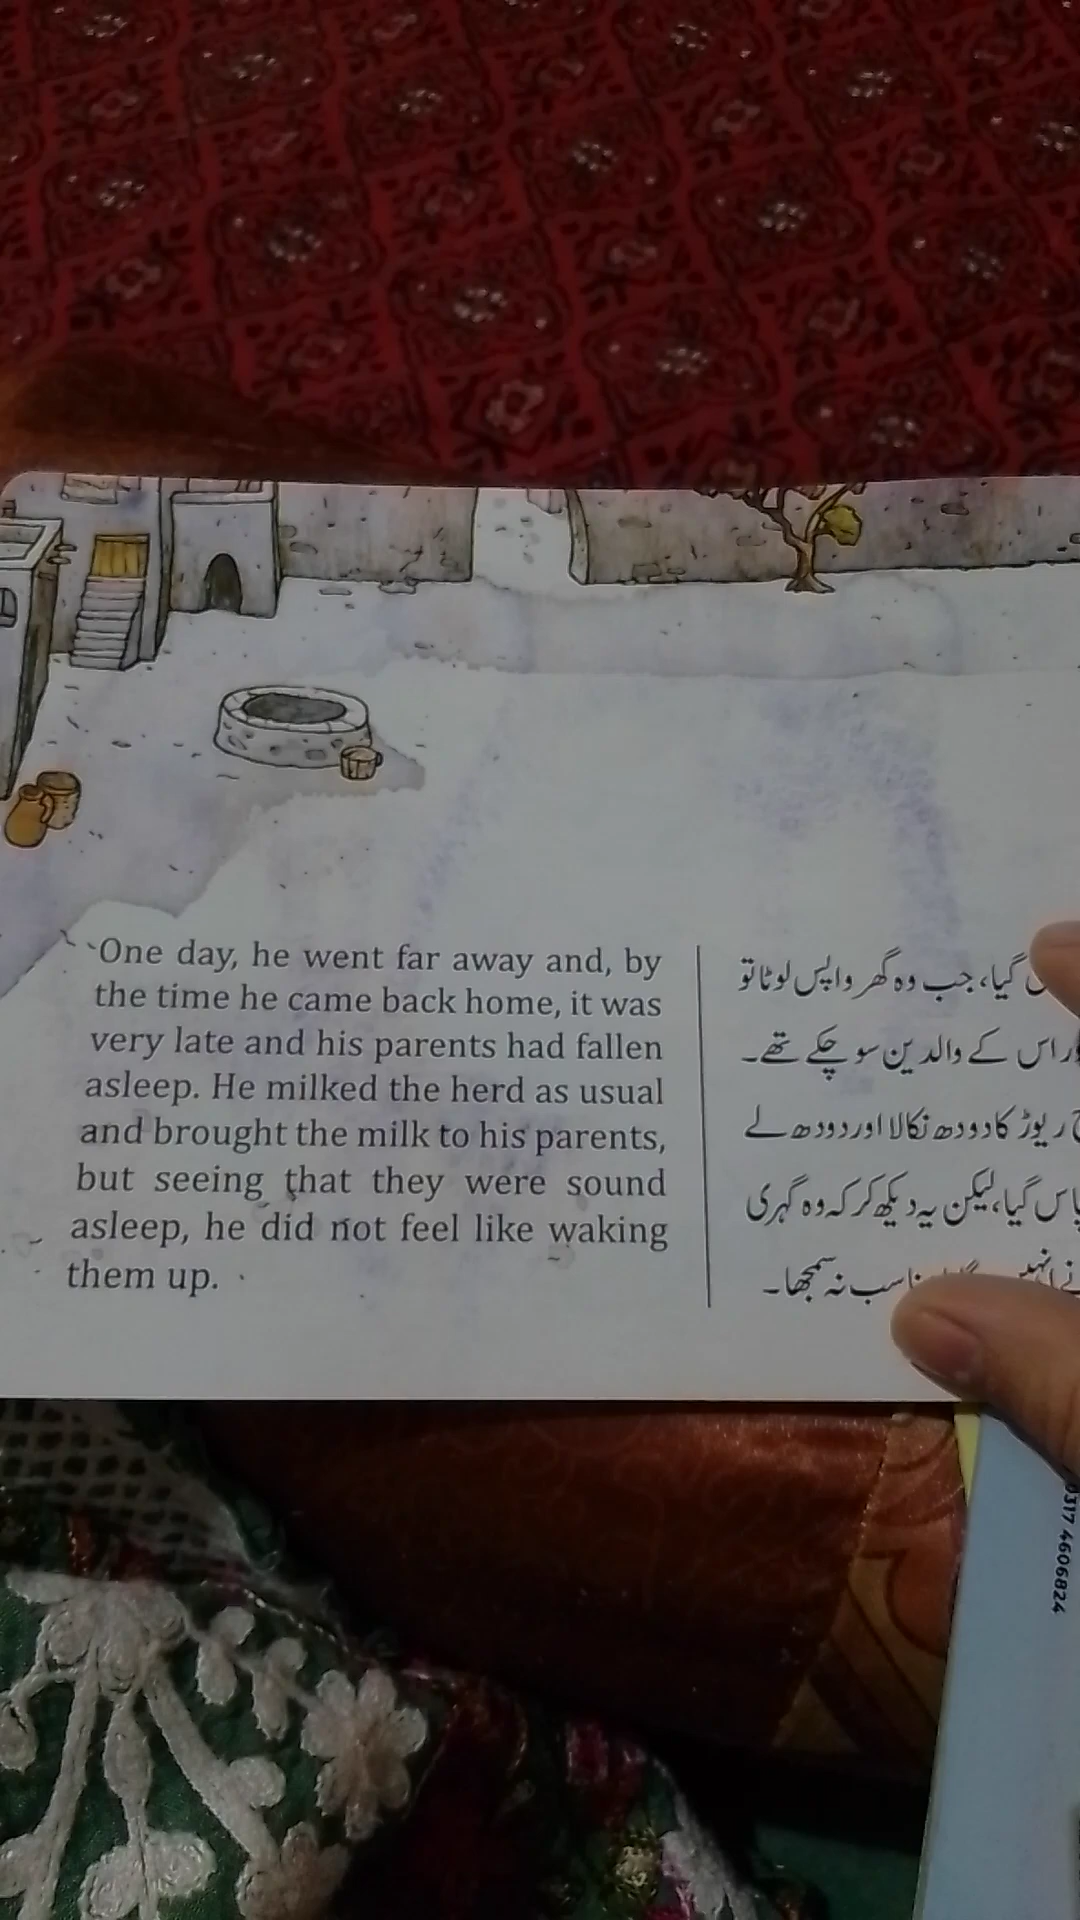 One day, he went far away and, by
the time he came back home, it was
very late and his parents had fallen
asleep. He milked the herd as usual
and brought the milk to his parents,
but seeing that they were sound
asleep, he did not feel like waking
them up.
گیا، جب وہ گھر واپس لوٹا تو
اس کے والدین سو چکے تھے۔
ریوڑ کا دودھ نکالا اور دودھ لے
پاس گیا، لیکن یہ دیکھ کر کہ وہ گہری
نہ سمجھا۔
0317 4606824